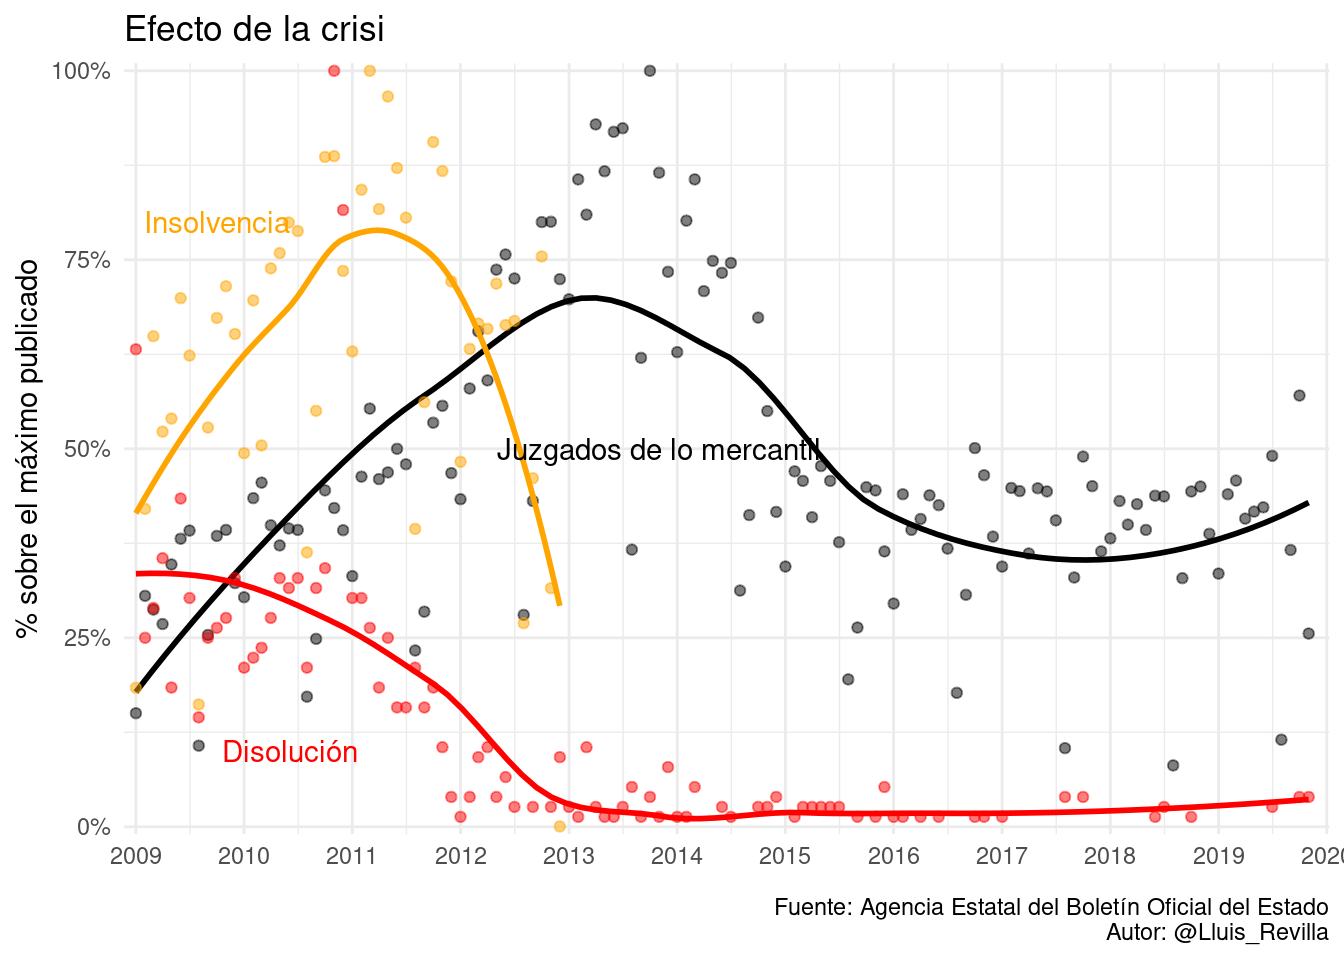 Efecto de la crisi
% sobre el máximo publicado
100%
75%
50%
25%
0%
Insolvencia
Juzgados de lo mercantil
Disolución
2009 2010 2011 2012 2013 2014 2015 2016 2017 2018 2019 2020
Fuente: Agencia Estatal del Boletín Oficial del Estado
Autor: @Lluis_Revilla